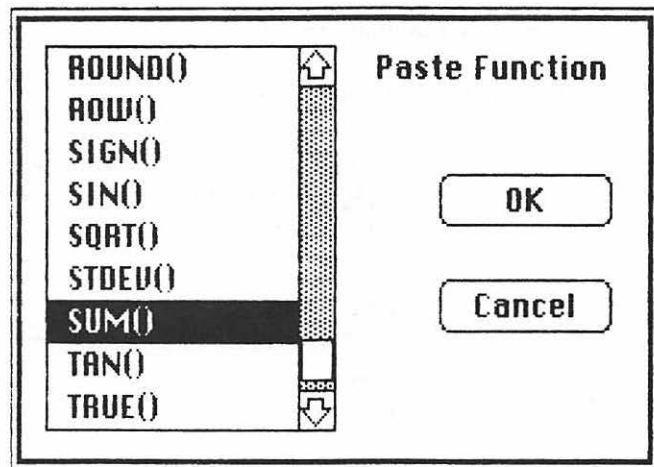 ROUND()
ROW()
SIGN()
SIN()
SQRT()
STDEV()
SUM()
TAN()
TRUE()
Paste Function
OK
Cancel